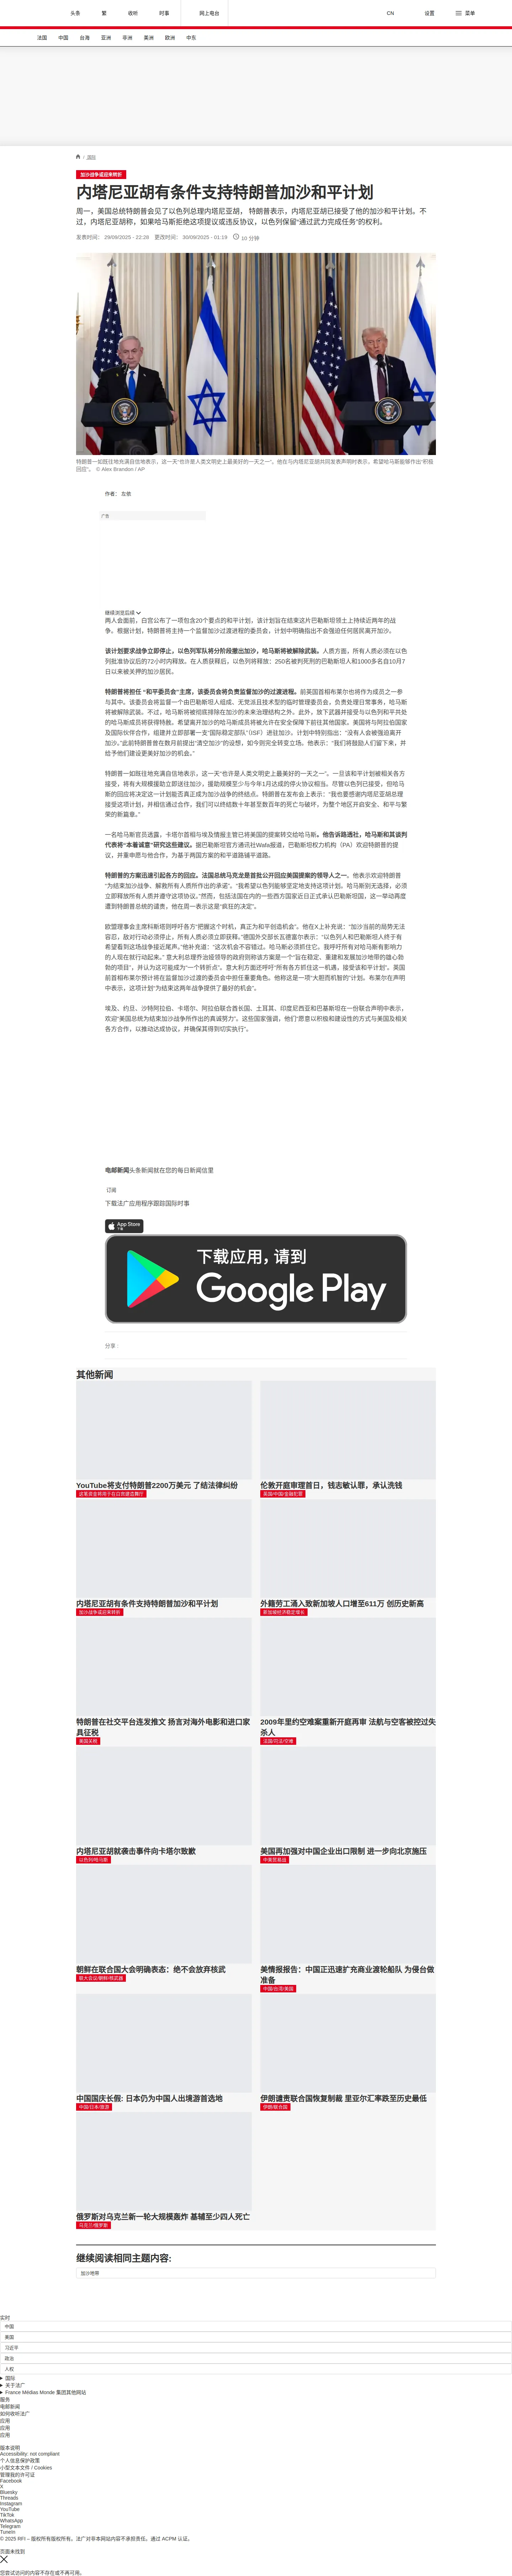 头条
繁
收听
时事
网上电台
CN
设置
菜单
法国
中国
台海
亚洲
非洲
美洲
欧洲
中东
/ 国际
加沙战争或迎来转折
内塔尼亚胡有条件支持特朗普加沙和平计划
周一，美国总统特朗普会见了以色列总理内塔尼亚胡， 特朗普表示，内塔尼亚胡已接受了他的加沙和平计划。不
过，内塔尼亚胡称，如果哈马斯拒绝这项提议或违反协议，以色列保留“通过武力完成任务”的权利。
发表时间： 29/09/2025 - 22:28 更改时间： 30/09/2025 - 01:19 10 分钟
特朗普一如既往地充满自信地表示，这一天“也许是人类文明史上最美好的一天之一”。他在与内塔尼亚胡共同发表声明时表示，希望哈马斯能够作出“积极
回应”。 © Alex Brandon / AP
作者： 古依
广告
继续浏览后续
两人会面前，白宫公布了一项包含20个要点的和平计划，该计划旨在结束这片巴勒斯坦领土上持续近两年的战
争。根据计划，特朗普将主持一个监督加沙过渡进程的委员会，计划中明确指出不会强迫任何居民离开加沙。
该计划要求战争立即停止，以色列军队将分阶段撤出加沙，哈马斯将被解除武装。人质方面，所有人质必须在以色
列批准协议后的72小时内释放。在人质获释后，以色列将释放：250名被判死刑的巴勒斯坦人和1000多名自10月7
日以来被关押的加沙居民。
特朗普将担任 “和平委员会”主席，该委员会将负责监督加沙的过渡进程。前英国首相布莱尔也将作为成员之一参
与其中。该委员会将监督一个由巴勒斯坦人组成、无党派且技术型的临时管理委员会，负责处理日常事务，哈马斯
将被解除武装。不过，哈马斯将被彻底排除在加沙的未来治理结构之外。此外，放下武器并接受与以色列和平共处
的哈马斯成员将获得特赦。希望离开加沙的哈马斯成员将被允许在安全保障下前往其他国家。美国将与阿拉伯国家
及国际伙伴合作，组建并立即部署一支“国际稳定部队”（ISF）进驻加沙。计划中特别指出：“没有人会被强迫离开
加沙。”此前特朗普曾在数月前提出“清空加沙”的设想，如今则完全转变立场。他表示：“我们将鼓励人们留下来，并
给予他们建设更美好加沙的机会。”
特朗普一如既往地充满自信地表示，这一天“也许是人类文明史上最美好的一天之一”。一旦该和平计划被相关各方
接受，将有大规模援助立即送往加沙，援助规模至少与今年1月达成的停火协议相当。尽管以色列已接受，但哈马
斯的回应将决定这一计划能否真正成为加沙战争的终结点。特朗普在发布会上表示：“我也要感谢内塔尼亚胡总理
接受这项计划，并相信通过合作，我们可以终结数十年甚至数百年的死亡与破坏，为整个地区开启安全、和平与繁
荣的新篇章。”
一名哈马斯官员透露，卡塔尔首相与埃及情报主管已将美国的提案转交给哈马斯。他告诉路透社，哈马斯和其谈判
代表将“本着诚意”研究这些建议。据巴勒斯坦官方通讯社Wafa报道，巴勒斯坦权力机构（PA）欢迎特朗普的提
议，并重申愿与他合作，为基于两国方案的和平道路铺平道路。
特朗普的方案迅速引起各方的回应。法国总统马克龙是首批公开回应美国提案的领导人之一。他表示欢迎特朗普
“为结束加沙战争、解救所有人质所作出的承诺”。“我希望以色列能够坚定地支持这项计划。哈马斯别无选择，必须
立即释放所有人质并遵守这项协议。”然而，包括法国在内的一些西方国家近日正式承认巴勒斯坦国，这一举动再度
遭到特朗普总统的谴责，他在周一表示这是“疯狂的决定”。
欧盟理事会主席科斯塔则呼吁各方“把握这个时机，真正为和平创造机会”。他在X上补充说：“加沙当前的局势无法
容忍，敌对行动必须停止，所有人质必须立即获释。”德国外交部长瓦德富尔表示：“以色列人和巴勒斯坦人终于有
希望看到这场战争接近尾声。”他补充道：“这次机会不容错过。哈马斯必须抓住它。我呼吁所有对哈马斯有影响力
的人现在就行动起来。” 意大利总理乔治娅领导的政府则称该方案是一个“旨在稳定、重建和发展加沙地带的雄心勃
勃的项目”，并认为这可能成为“一个转折点”。意大利方面还呼吁“所有各方抓住这一机遇，接受该和平计划”。英国
前首相布莱尔预计将在监督加沙过渡的委员会中担任重要角色。他称这是一项“大胆而机智的”计划。布莱尔在声明
中表示，这项计划“为结束这两年战争提供了最好的机会”。
埃及、约旦、沙特阿拉伯、卡塔尔、阿拉伯联合酋长国、土耳其、印度尼西亚和巴基斯坦在一份联合声明中表示，
欢迎“美国总统为结束加沙战争所作出的真诚努力”。这些国家强调，他们“愿意以积极和建设性的方式与美国及相关
各方合作，以推动达成协议，并确保其得到切实执行”。
电邮新闻头条新闻就在您的每日新闻信里
订阅
下载法广应用程序跟踪国际时事
App Store
下载应用，请到
Google Play
分享 :
其他新闻
YouTube将支付特朗普2200万美元 了结法律纠纷
伦敦开庭审理首日，钱志敏认罪，承认洗钱
英国/中国/金融犯罪
内塔尼亚胡有条件支持特朗普加沙和平计划
加沙战争或迎来转折
外籍劳工涌入致新加坡人口增至611万 创历史新高
新加坡经济稳定增长
特朗普在社交平台连发推文 扬言对海外电影和进口家
具征税
美国关税
2009年里约空难案重新开庭再审 法航与空客被控过失
杀人
法国/司法/空难
内塔尼亚胡就袭击事件向卡塔尔致歉
以色列/哈马斯
美国再加强对中国企业出口限制 进一步向北京施压
中美贸易战
朝鲜在联合国大会明确表态：绝不会放弃核武
联大会议/朝鲜/核武器
美情报报告：中国正迅速扩充商业渡轮船队 为侵台做
准备
中国/台湾/美国
中国国庆长假: 日本仍为中国人出境游首选地
中国/日本/旅游
伊朗谴责联合国恢复制裁 里亚尔汇率跌至历史最低
伊朗/联合国
俄罗斯对乌克兰新一轮大规模轰炸 基辅至少四人死亡
乌克兰/俄罗斯
继续阅读相同主题内容:
加沙地带
实时
中国
美国
习近平
政治
人权
国际
关于法广
France Médias Monde 集团其他网站
服务
电邮新闻
如何收听法广
应用
应用
应用
版本说明
Accessibility: not compliant
个人信息保护政策
小型文本文件 / Cookies
管理我的许可证
Facebook
X
Bluesky
Threads
Instagram
YouTube
TikTok
WhatsApp
Telegram
TuneIn
© 2025 RFI – 版权所有版权所有。法广对非本网站内容不承担责任。通过 ACPM 认证。
页面未找到
您尝试访问的内容不存在或不再可用。